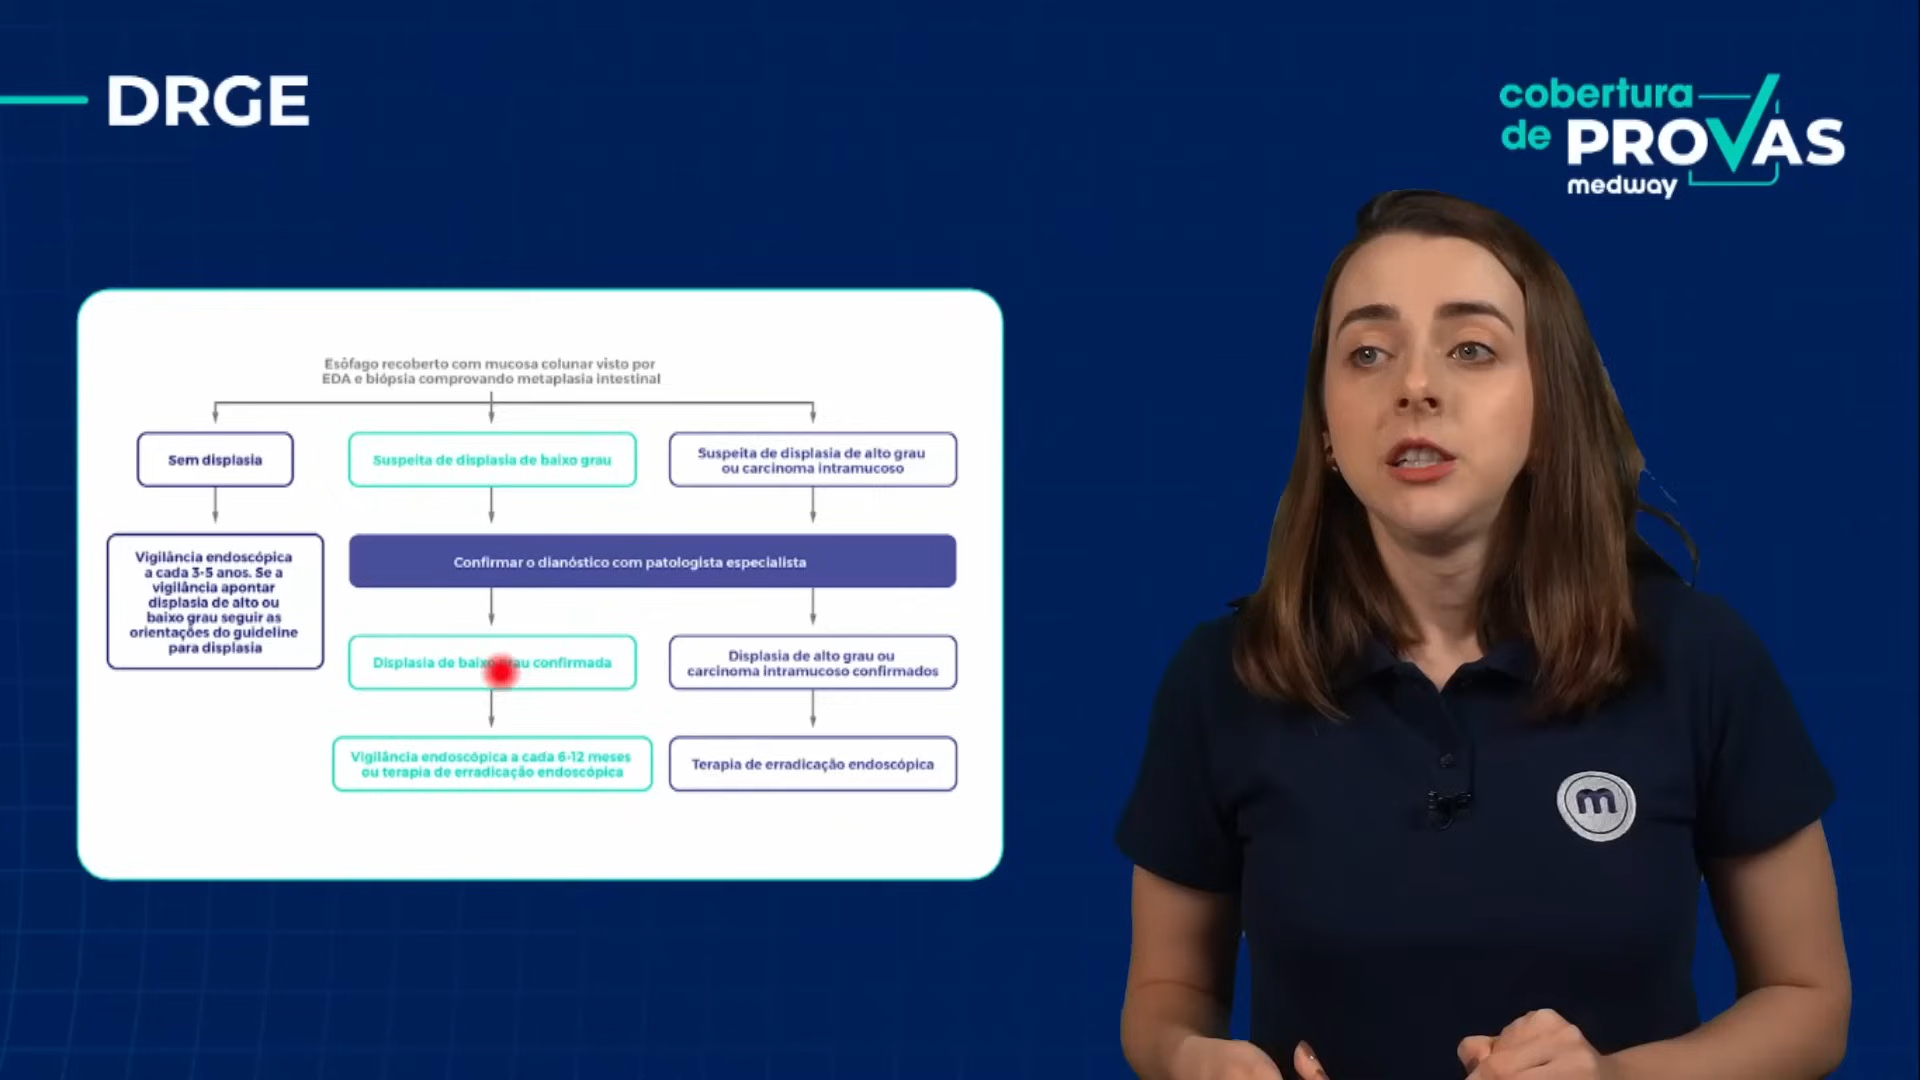 DRGE
cobertura
de PROVAS
medway
Esôfago recoberto com mucosa colunar visto por
EDA e biópsia comprovando metaplasia intestinal
Sem displasia
Suspeita de displasia de baixo grau
Suspeita de displasia de alto grau
ou carcinoma intramucoso
Vigilância endoscópica
a cada 3-5 anos. Se a
vigilância apontar
displasia de alto ou
baixo grau seguir as
orientações do guideline
para displasia
Confirmar o dianóstico com patologista especialista
Displasia de baixo grau confirmada
Displasia de alto grau ou
carcinoma intramucoso confirmados
Vigilância endoscópica a cada 6-12 meses
ou terapia de erradicação endoscópica
Terapia de erradicação endoscópica
m